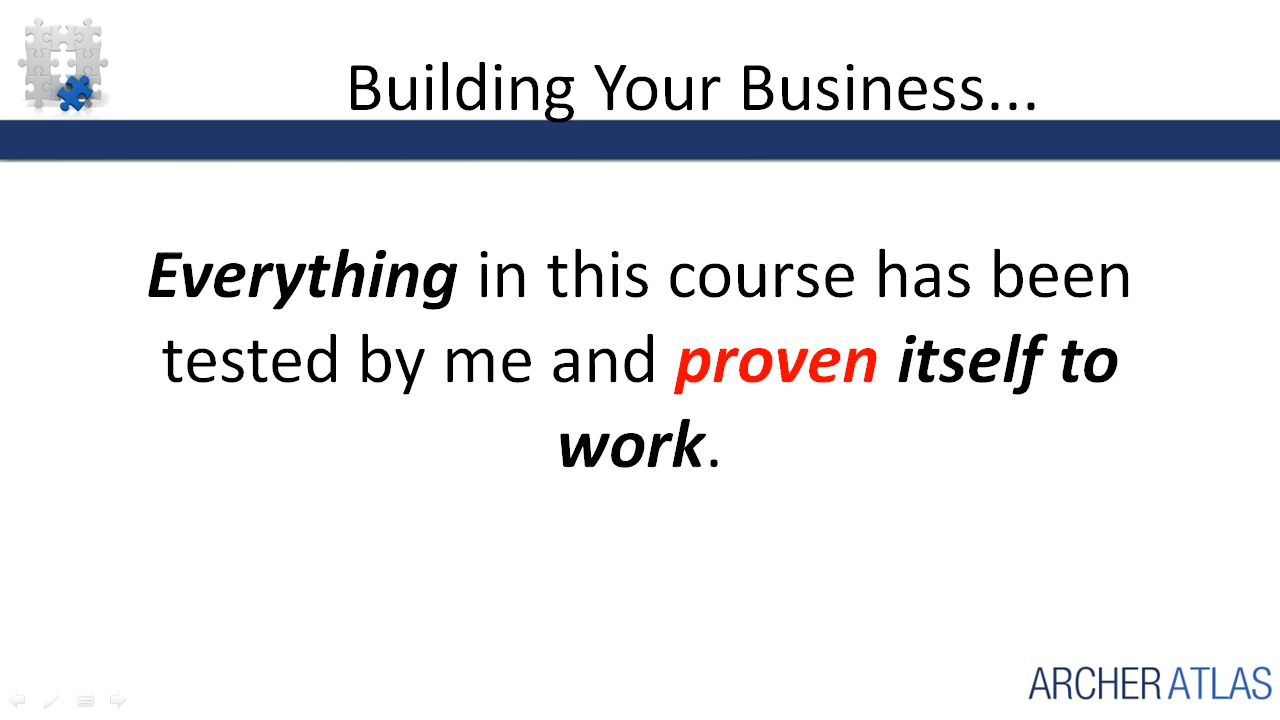 Building Your Business...
Everything in this course has been
tested by me and proven itself to
work.
ARCHER ATLAS